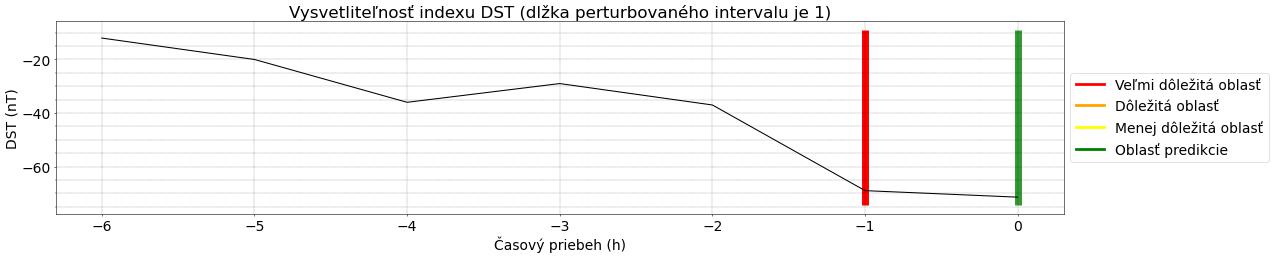 Vysvetliteľnosť indexu DST (dĺžka perturbovaného intervalu je 1)
DST (nT)
−20
−40
−60
−6
−5
−4
−3
−2
−1
0
Časový priebeh (h)
Veľmi dôležitá oblasť
Dôležitá oblasť
Menej dôležitá oblasť
Oblasť predikcie